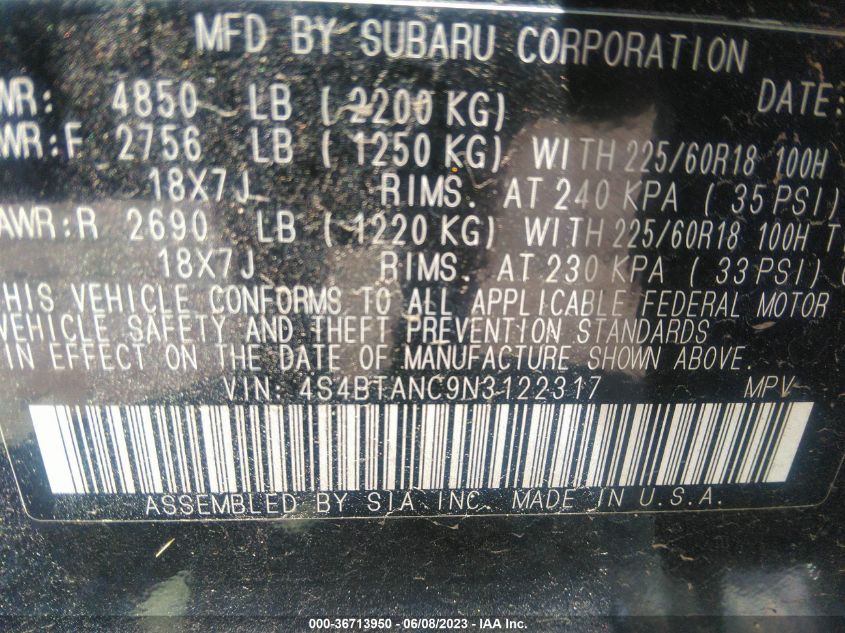 MFD BY SUBARU CORPORATION
WR: 4850 LB ( 2200 KG) DATE:
WR:F 2756 LB ( 1250 KG) WITH 225/60R18 100H
18X7J RIMS. AT 240 KPA ( 35 PSI)
AWR:R 2690 LB ( 1220 KG) WITH 225/60R18 100H T
18X7J RIMS. AT 230 KPA ( 33 PSI) (
HIS VEHICLE CONFORMS TO ALL APPLICABLE FEDERAL MOTOR
VEHICLE SAFETY AND THEFT PREVENTION STANDARDS
IN EFFECT ON THE DATE OF MANUFACTURE SHOWN ABOVE.
VIN: 4S4BTANC9N3122317 MPV
ASSEMBLED BY SIA INC. MADE IN U.S.A.
000-36713950 - 06/08/2023 - IAA Inc.